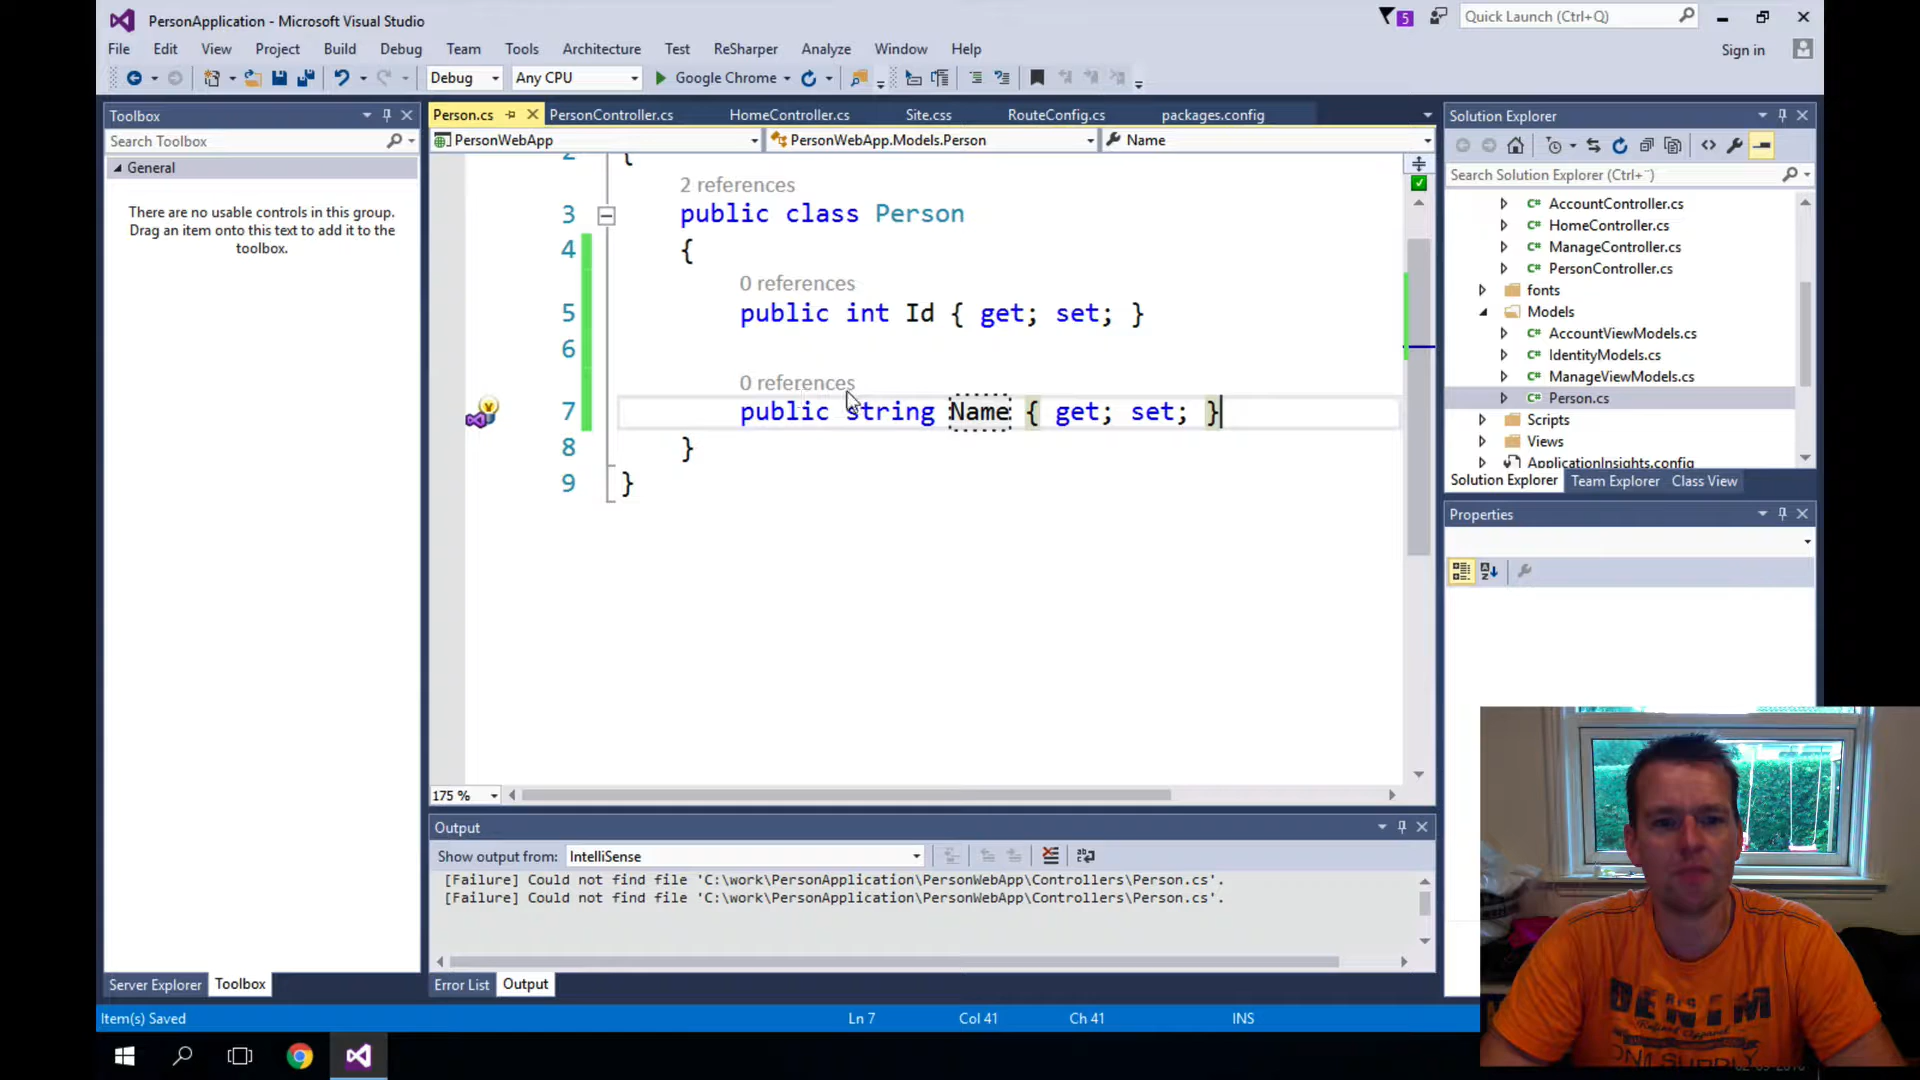 PersonApplication - Microsoft Visual Studio
5
Quick Launch (Ctrl+Q)
File Edit View Project Build Debug Team Tools Architecture Test ReSharper Analyze Window Help
Sign in
Debug Any CPU Google Chrome
Toolbox
Search Toolbox
General
There are no usable controls in this group. Drag an item onto this text to add it to the toolbox.
Person.cs PersonController.cs HomeController.cs Site.css RouteConfig.cs packages.config
PersonWebApp PersonWebApp.Models.Person Name
2 {
2 references
3 public class Person
4 {
0 references
5 public int Id { get; set; }
6
0 references
7 public string Name { get; set; }
8 }
9 }
175 %
Output
Show output from: IntelliSense
[Failure] Could not find file 'C:\work\PersonApplication\PersonWebApp\Controllers\Person.cs'.
[Failure] Could not find file 'C:\work\PersonApplication\PersonWebApp\Controllers\Person.cs'.
Server Explorer Toolbox
Error List Output
Solution Explorer
Search Solution Explorer (Ctrl+¨)
C# AccountController.cs
C# HomeController.cs
C# ManageController.cs
C# PersonController.cs
fonts
Models
C# AccountViewModels.cs
C# IdentityModels.cs
C# ManageViewModels.cs
C# Person.cs
Scripts
Views
ApplicationInsights.config
Solution Explorer Team Explorer Class View
Properties
Item(s) Saved
Ln 7 Col 41 Ch 41 INS
DENIM